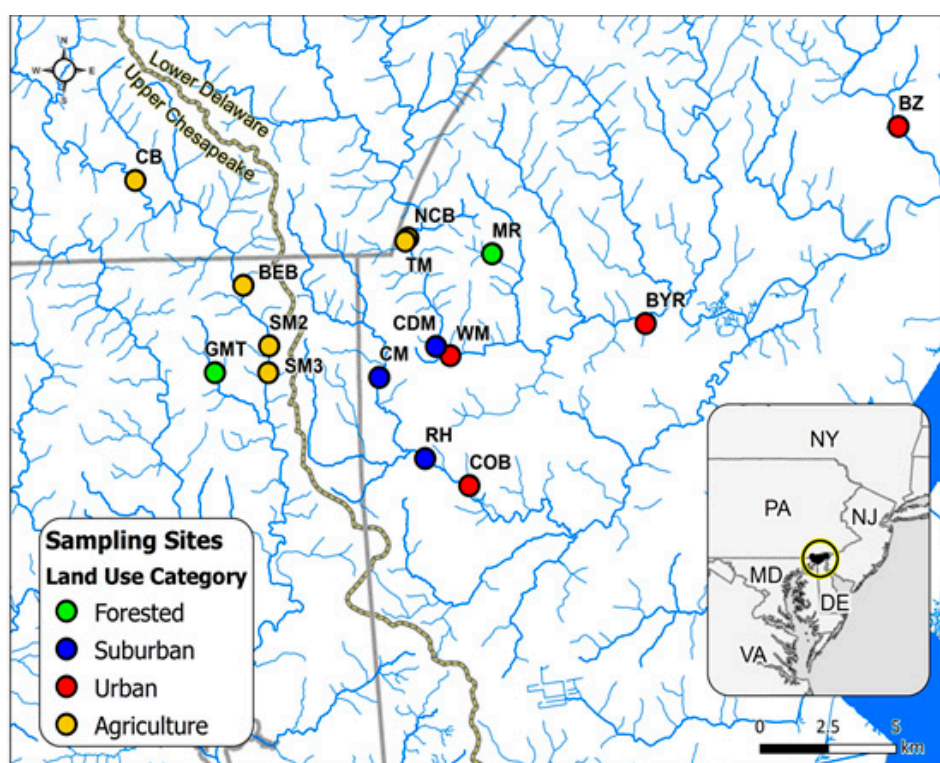 N
W E
S
Lower Delaware
Upper Chesapeake
BZ
CB
NCB
MR
TM
BEB
BYR
SM2
CDM
WM
GMT
SM3
CM
RH
COB
NY
PA
NJ
MD
DE
VA
Sampling Sites
Land Use Category
Forested
Suburban
Urban
Agriculture
0 2.5 5
km